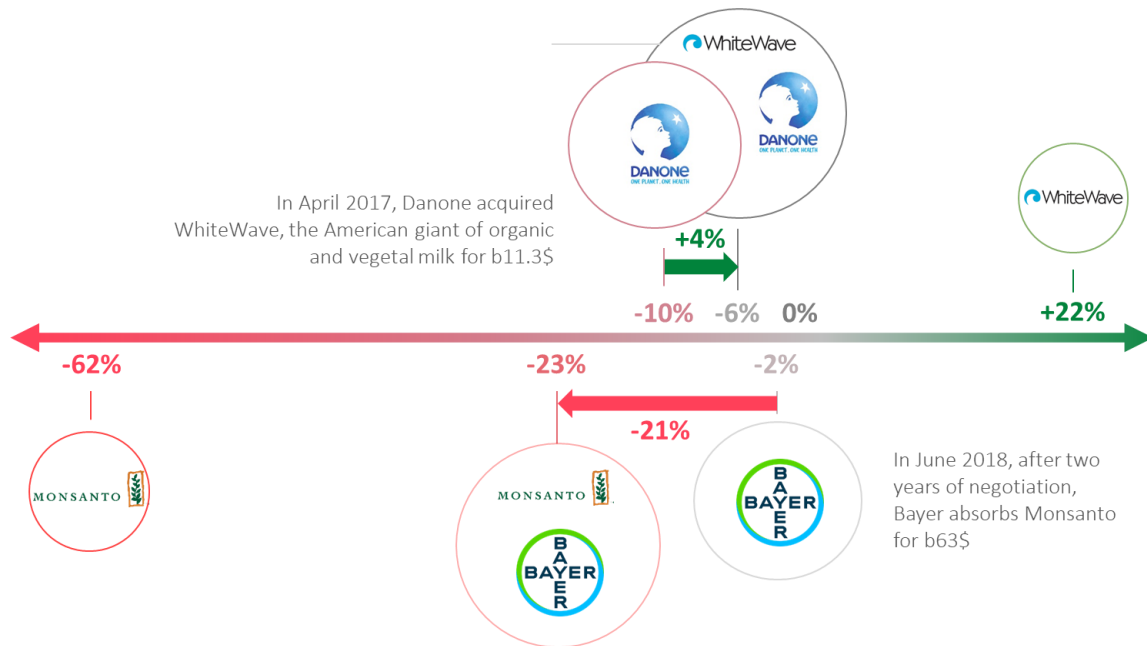 WhiteWave
DANONE
ONE PLANET. ONE HEALTH
DANONE
ONE PLANET. ONE HEALTH
WhiteWave
In April 2017, Danone acquired
WhiteWave, the American giant of organic
and vegetal milk for b11.3$
+4%
-10%
-6%
0%
+22%
-62%
-23%
-2%
-21%
MONSANTO
MONSANTO
BAYER
BAYER
BAYER
BAYER
In June 2018, after two
years of negotiation,
Bayer absorbs Monsanto
for b63$